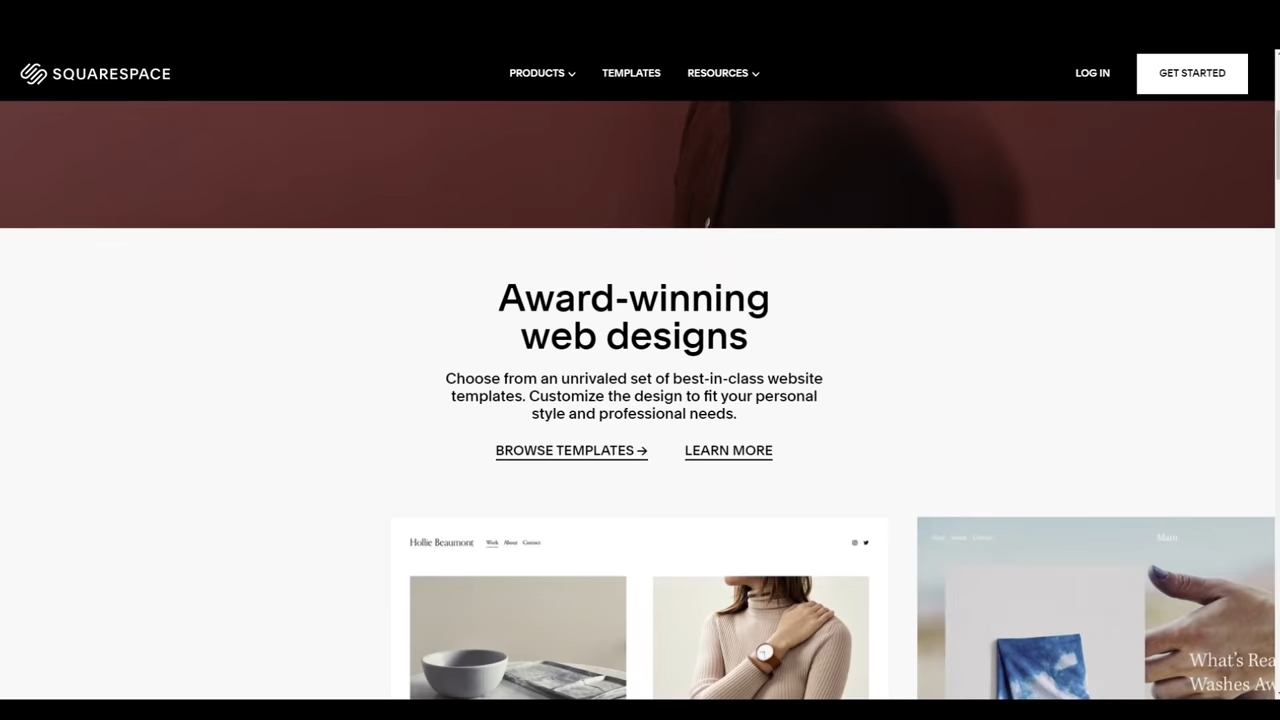 SQUARESPACE
PRODUCTS
TEMPLATES
RESOURCES
LOG IN
GET STARTED
Award-winning
web designs
Choose from an unrivaled set of best-in-class website
templates. Customize the design to fit your personal
style and professional needs.
BROWSE TEMPLATES →
LEARN MORE
Hollie Beaumont
Work
About
Contact
What's Rea
Washes Aw